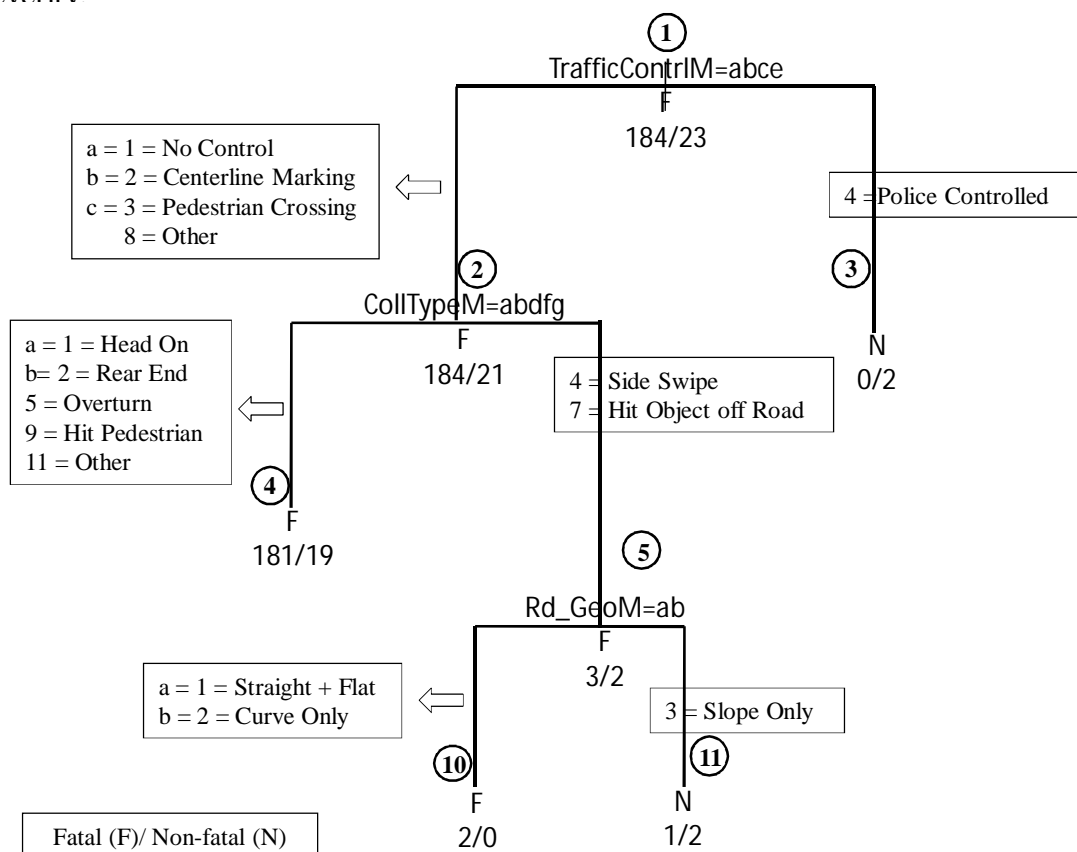 1
TrafficContrlM=abce
F
184/23
a = 1 = No Control
b = 2 = Centerline Marking
c = 3 = Pedestrian Crossing
8 = Other
4 =Police Controlled
2
3
CollTypeM=abdfg
F
184/21
N
0/2
a = 1 = Head On
b= 2 = Rear End
5 = Overturn
9 = Hit Pedestrian
11 = Other
4 = Side Swipe
7 = Hit Object off Road
4
F
181/19
5
Rd_GeoM=ab
F
3/2
a = 1 = Straight + Flat
b = 2 = Curve Only
3 = Slope Only
10
11
F
2/0
N
1/2
Fatal (F)/ Non-fatal (N)